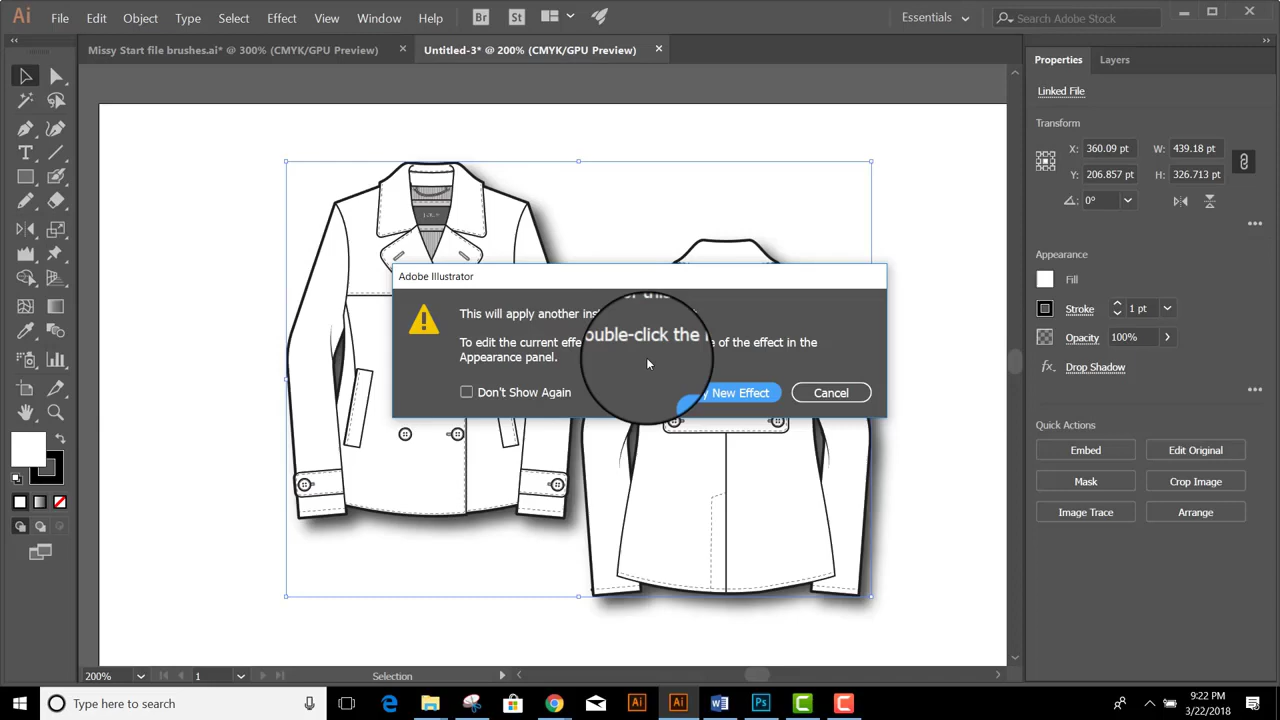 Ai File Edit Object Type Select Effect View Window Help Br St Essentials Search Adobe Stock
Missy Start file brushes.ai* @ 300% (CMYK/GPU Preview) × Untitled-3* @ 200% (CMYK/GPU Preview) ×
Properties Layers
Linked File
Transform
X: 360.09 pt W: 439.18 pt
Y: 206.857 pt H: 326.713 pt
0°
Appearance
Fill
Stroke 1 pt
Opacity 100%
fx Drop Shadow
Quick Actions
Embed Edit Original
Mask Crop Image
Image Trace Arrange
Adobe Illustrator
This will apply another
To edit the current ouble-click the of the effect in the
Appearance panel.
Don't Show Again
New Effect
Cancel
200% 1 Selection
Type here to search
Ai Ai W Ps C C
9:22 PM
3/22/2018